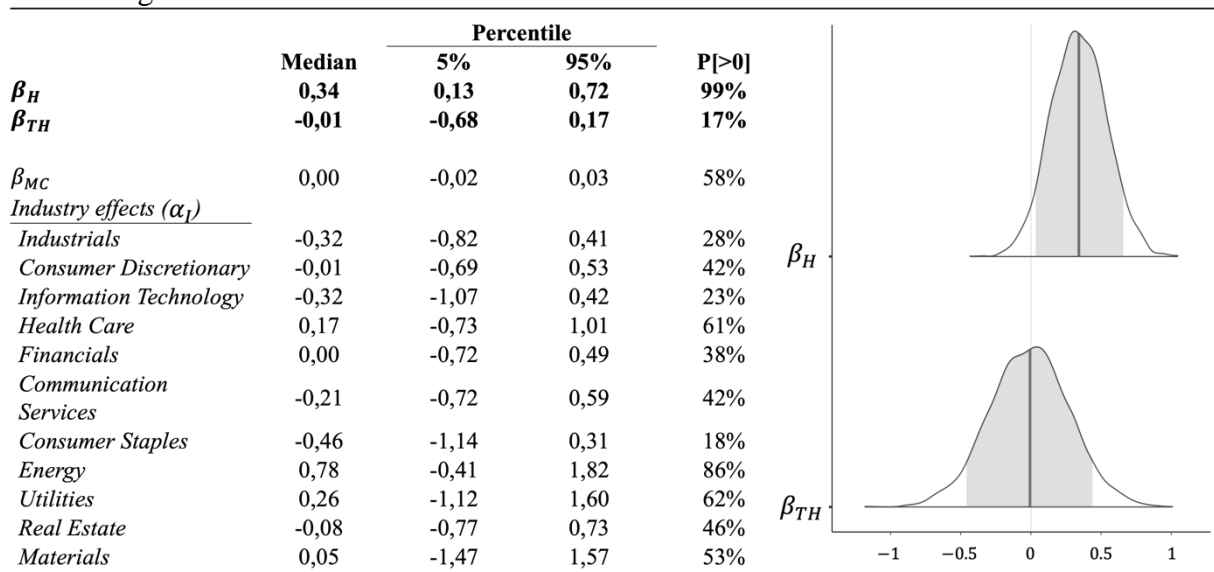 Percentile
Median 5% 95% P[>0]
β_H 0,34 0,13 0,72 99%
β_TH -0,01 -0,68 0,17 17%
β_MC 0,00 -0,02 0,03 58%
Industry effects (α_I)
Industrials -0,32 -0,82 0,41 28%
Consumer Discretionary -0,01 -0,69 0,53 42%
Information Technology -0,32 -1,07 0,42 23%
Health Care 0,17 -0,73 1,01 61%
Financials 0,00 -0,72 0,49 38%
Communication
Services -0,21 -0,72 0,59 42%
Consumer Staples -0,46 -1,14 0,31 18%
Energy 0,78 -0,41 1,82 86%
Utilities 0,26 -1,12 1,60 62%
Real Estate -0,08 -0,77 0,73 46%
Materials 0,05 -1,47 1,57 53%
β_H
β_TH
−1 −0.5 0 0.5 1